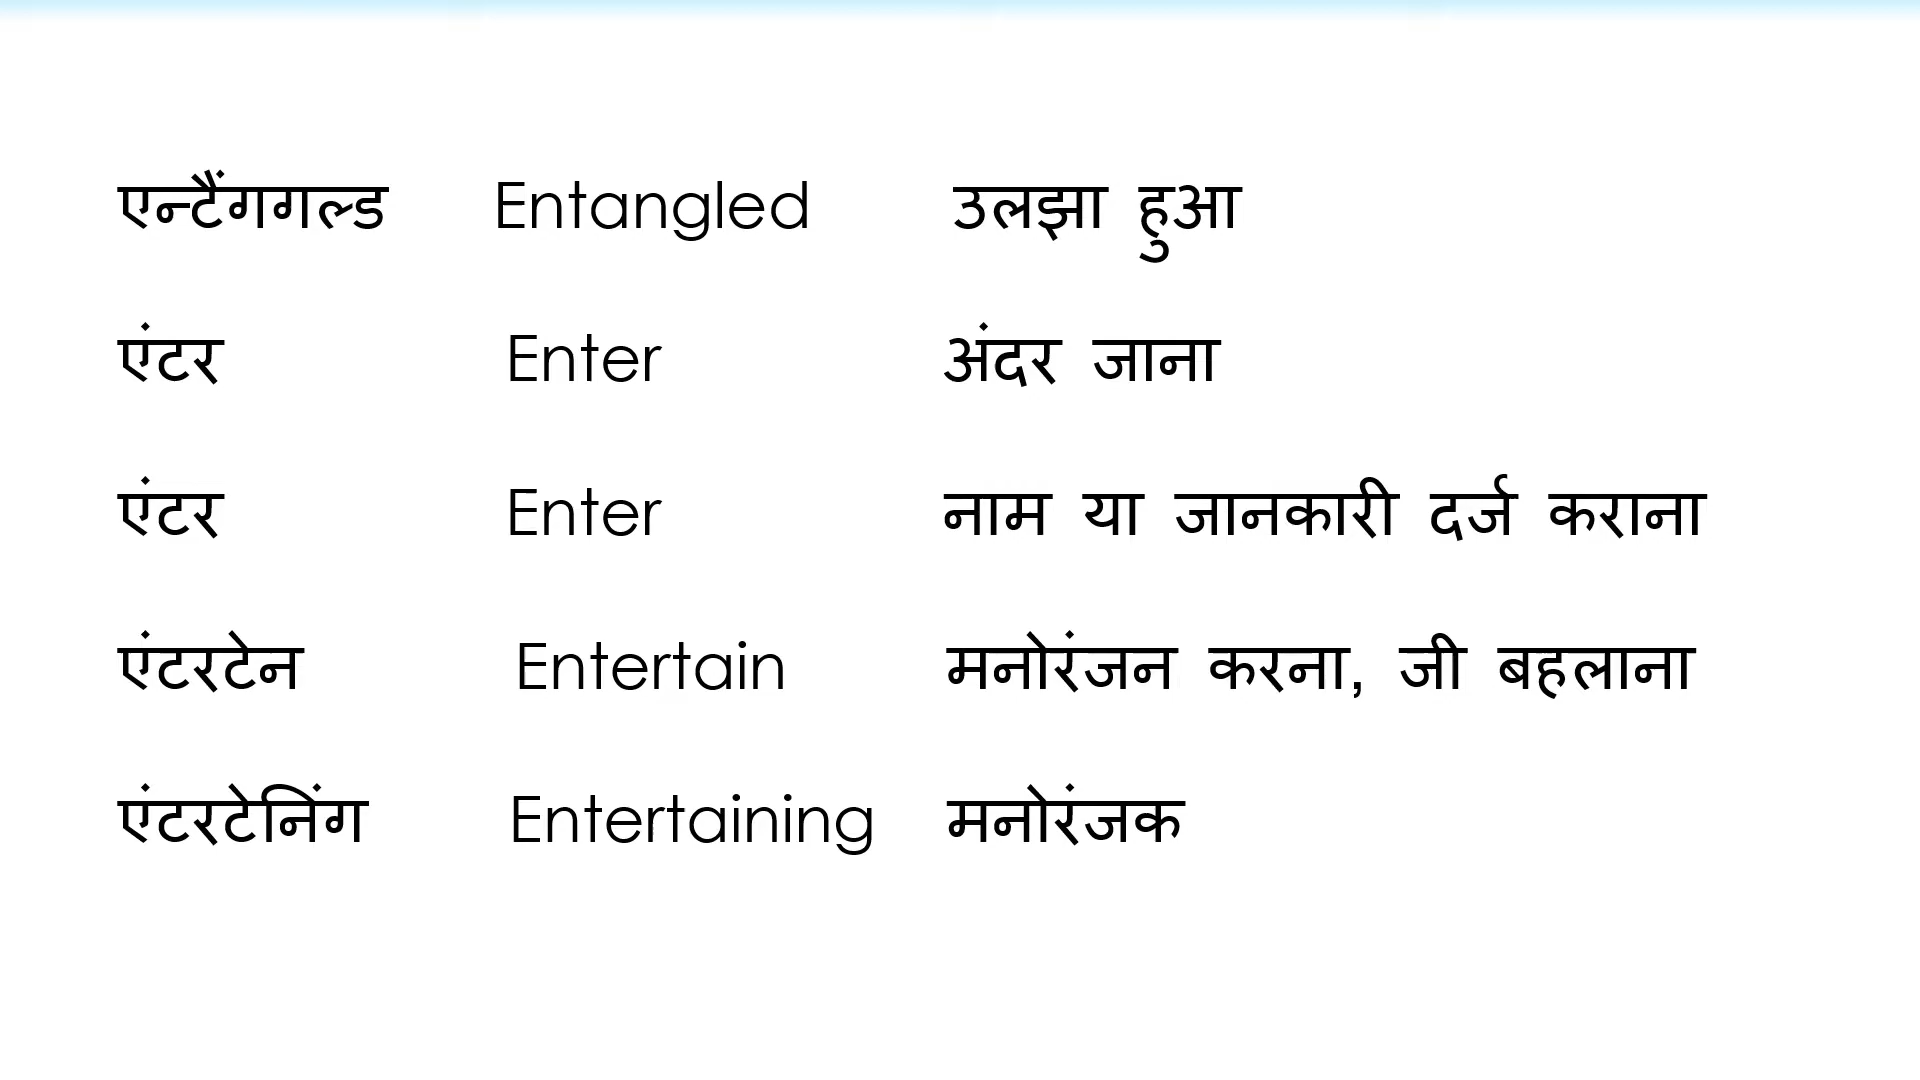 एन्टैंगगल्ड Entangled उलझा हुआ
एंटर Enter अंदर जाना
एंटर Enter नाम या जानकारी दर्ज कराना
एंटरटेन Entertain मनोरंजन करना, जी बहलाना
एंटरटेनिंग Entertaining मनोरंजक